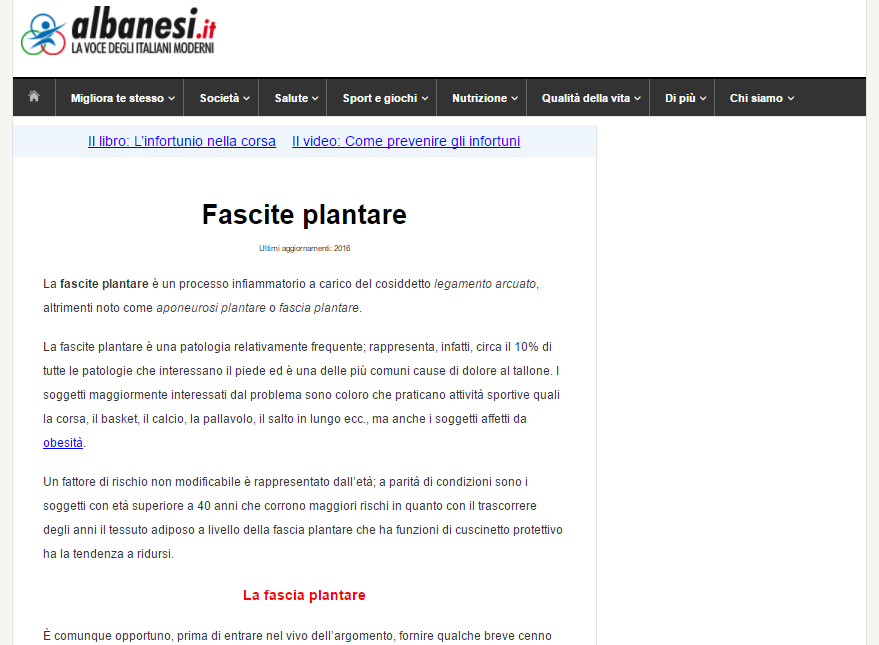 albanesi.it
LA VOCE DEGLI ITALIANI MODERNI
Migliora te stesso Società Salute Sport e giochi Nutrizione Qualità della vita Di più Chi siamo
Il libro: L'infortunio nella corsa Il video: Come prevenire gli infortuni
Fascite plantare
Ultimi aggiornamenti: 2016
La fascite plantare è un processo infiammatorio a carico del cosiddetto legamento arcuato,
altrimenti noto come aponeurosi plantare o fascia plantare.
La fascite plantare è una patologia relativamente frequente; rappresenta, infatti, circa il 10% di
tutte le patologie che interessano il piede ed è una delle più comuni cause di dolore al tallone. I
soggetti maggiormente interessati dal problema sono coloro che praticano attività sportive quali
la corsa, il basket, il calcio, la pallavolo, il salto in lungo ecc., ma anche i soggetti affetti da
obesità.
Un fattore di rischio non modificabile è rappresentato dall'età; a parità di condizioni sono i
soggetti con età superiore a 40 anni che corrono maggiori rischi in quanto con il trascorrere
degli anni il tessuto adiposo a livello della fascia plantare che ha funzioni di cuscinetto protettivo
ha la tendenza a ridursi.
La fascia plantare
È comunque opportuno, prima di entrare nel vivo dell'argomento, fornire qualche breve cenno